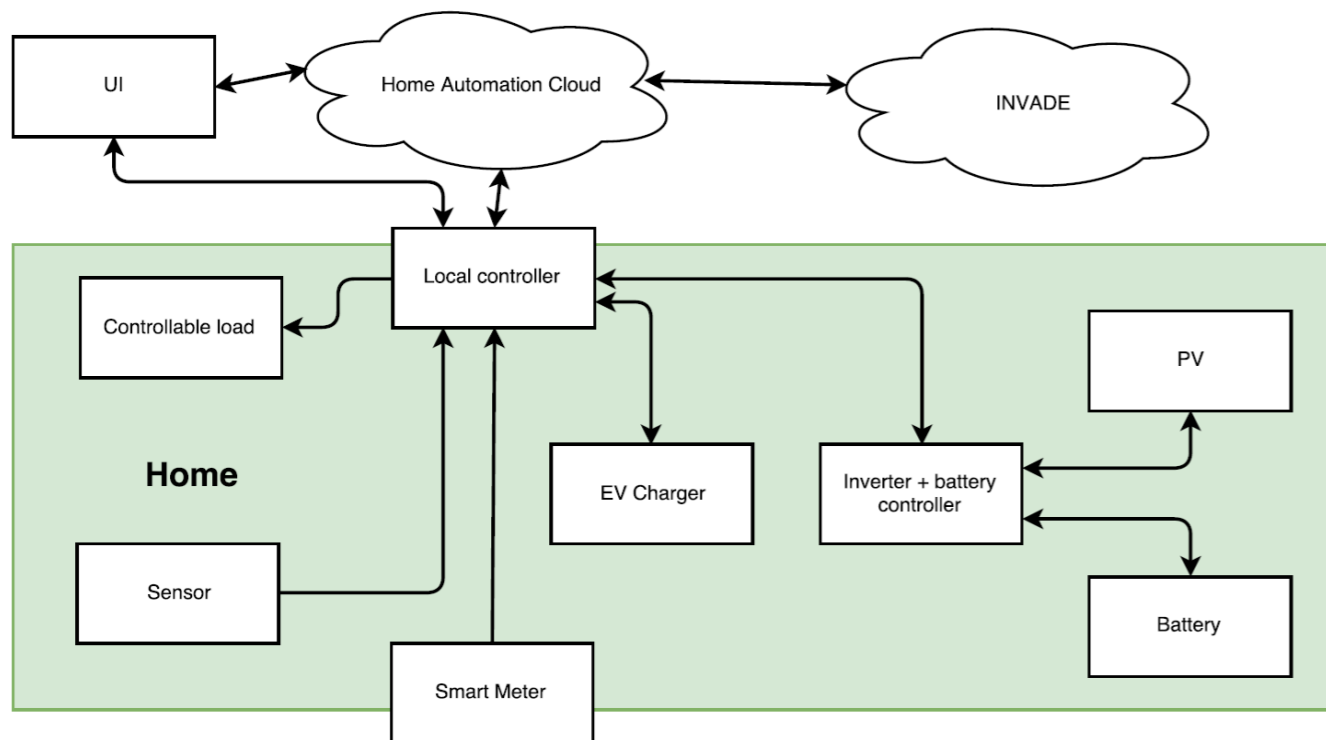 UI
Home Automation Cloud
INVADE
Local controller
Controllable load
PV
Home
EV Charger
Inverter + battery
controller
Sensor
Battery
Smart Meter